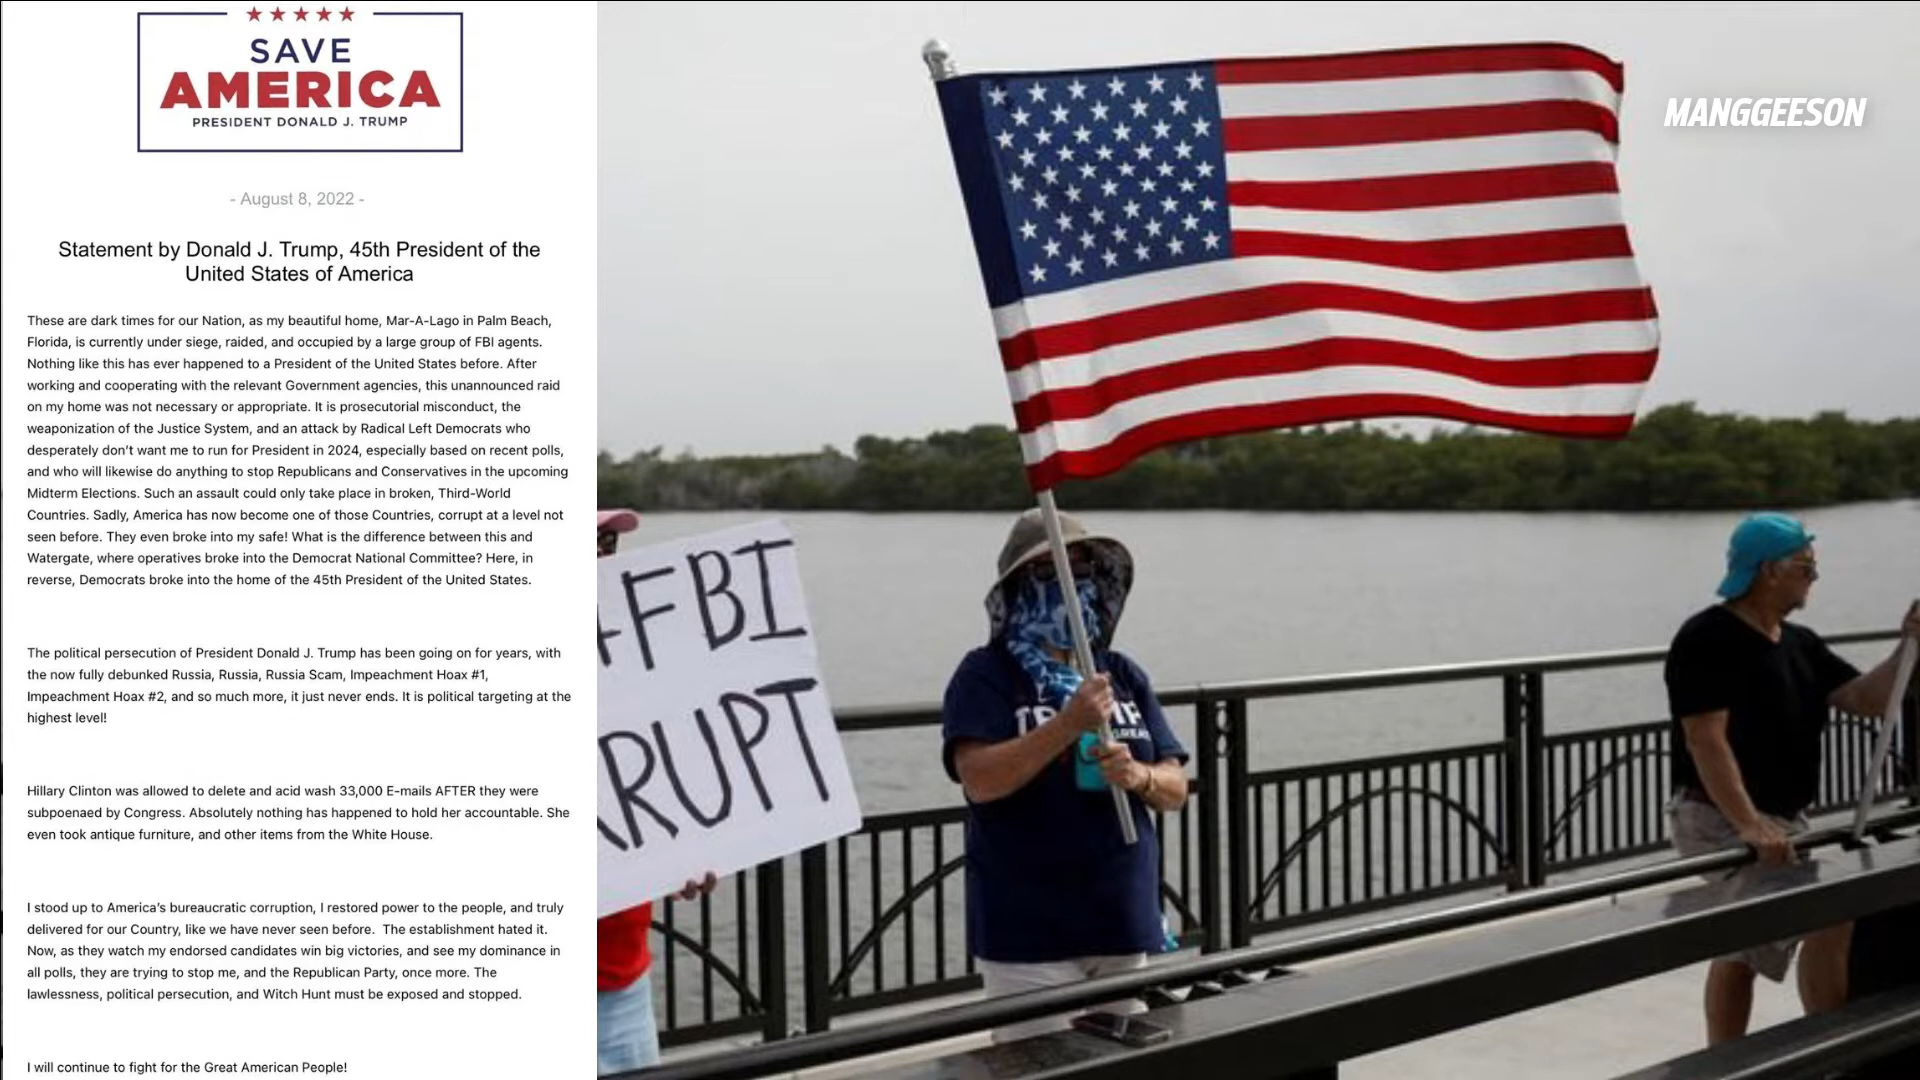 SAVE
AMERICA
PRESIDENT DONALD J. TRUMP
- August 8, 2022 -
Statement by Donald J. Trump, 45th President of the
United States of America
These are dark times for our Nation, as my beautiful home, Mar-A-Lago in Palm Beach,
Florida, is currently under siege, raided, and occupied by a large group of FBI agents.
Nothing like this has ever happened to a President of the United States before. After
working and cooperating with the relevant Government agencies, this unannounced raid
on my home was not necessary or appropriate. It is prosecutorial misconduct, the
weaponization of the Justice System, and an attack by Radical Left Democrats who
desperately don’t want me to run for President in 2024, especially based on recent polls,
and who will likewise do anything to stop Republicans and Conservatives in the upcoming
Midterm Elections. Such an assault could only take place in broken, Third-World
Countries. Sadly, America has now become one of those Countries, corrupt at a level not
seen before. They even broke into my safe! What is the difference between this and
Watergate, where operatives broke into the Democrat National Committee? Here, in
reverse, Democrats broke into the home of the 45th President of the United States.
The political persecution of President Donald J. Trump has been going on for years, with
the now fully debunked Russia, Russia, Russia Scam, Impeachment Hoax #1,
Impeachment Hoax #2, and so much more, it just never ends. It is political targeting at the
highest level!
Hillary Clinton was allowed to delete and acid wash 33,000 E-mails AFTER they were
subpoenaed by Congress. Absolutely nothing has happened to hold her accountable. She
even took antique furniture, and other items from the White House.
I stood up to America’s bureaucratic corruption, I restored power to the people, and truly
delivered for our Country, like we have never seen before.  The establishment hated it.
Now, as they watch my endorsed candidates win big victories, and see my dominance in
all polls, they are trying to stop me, and the Republican Party, once more. The
lawlessness, political persecution, and Witch Hunt must be exposed and stopped.
I will continue to fight for the Great American People!
MANGGEESON
FBI
RUPT